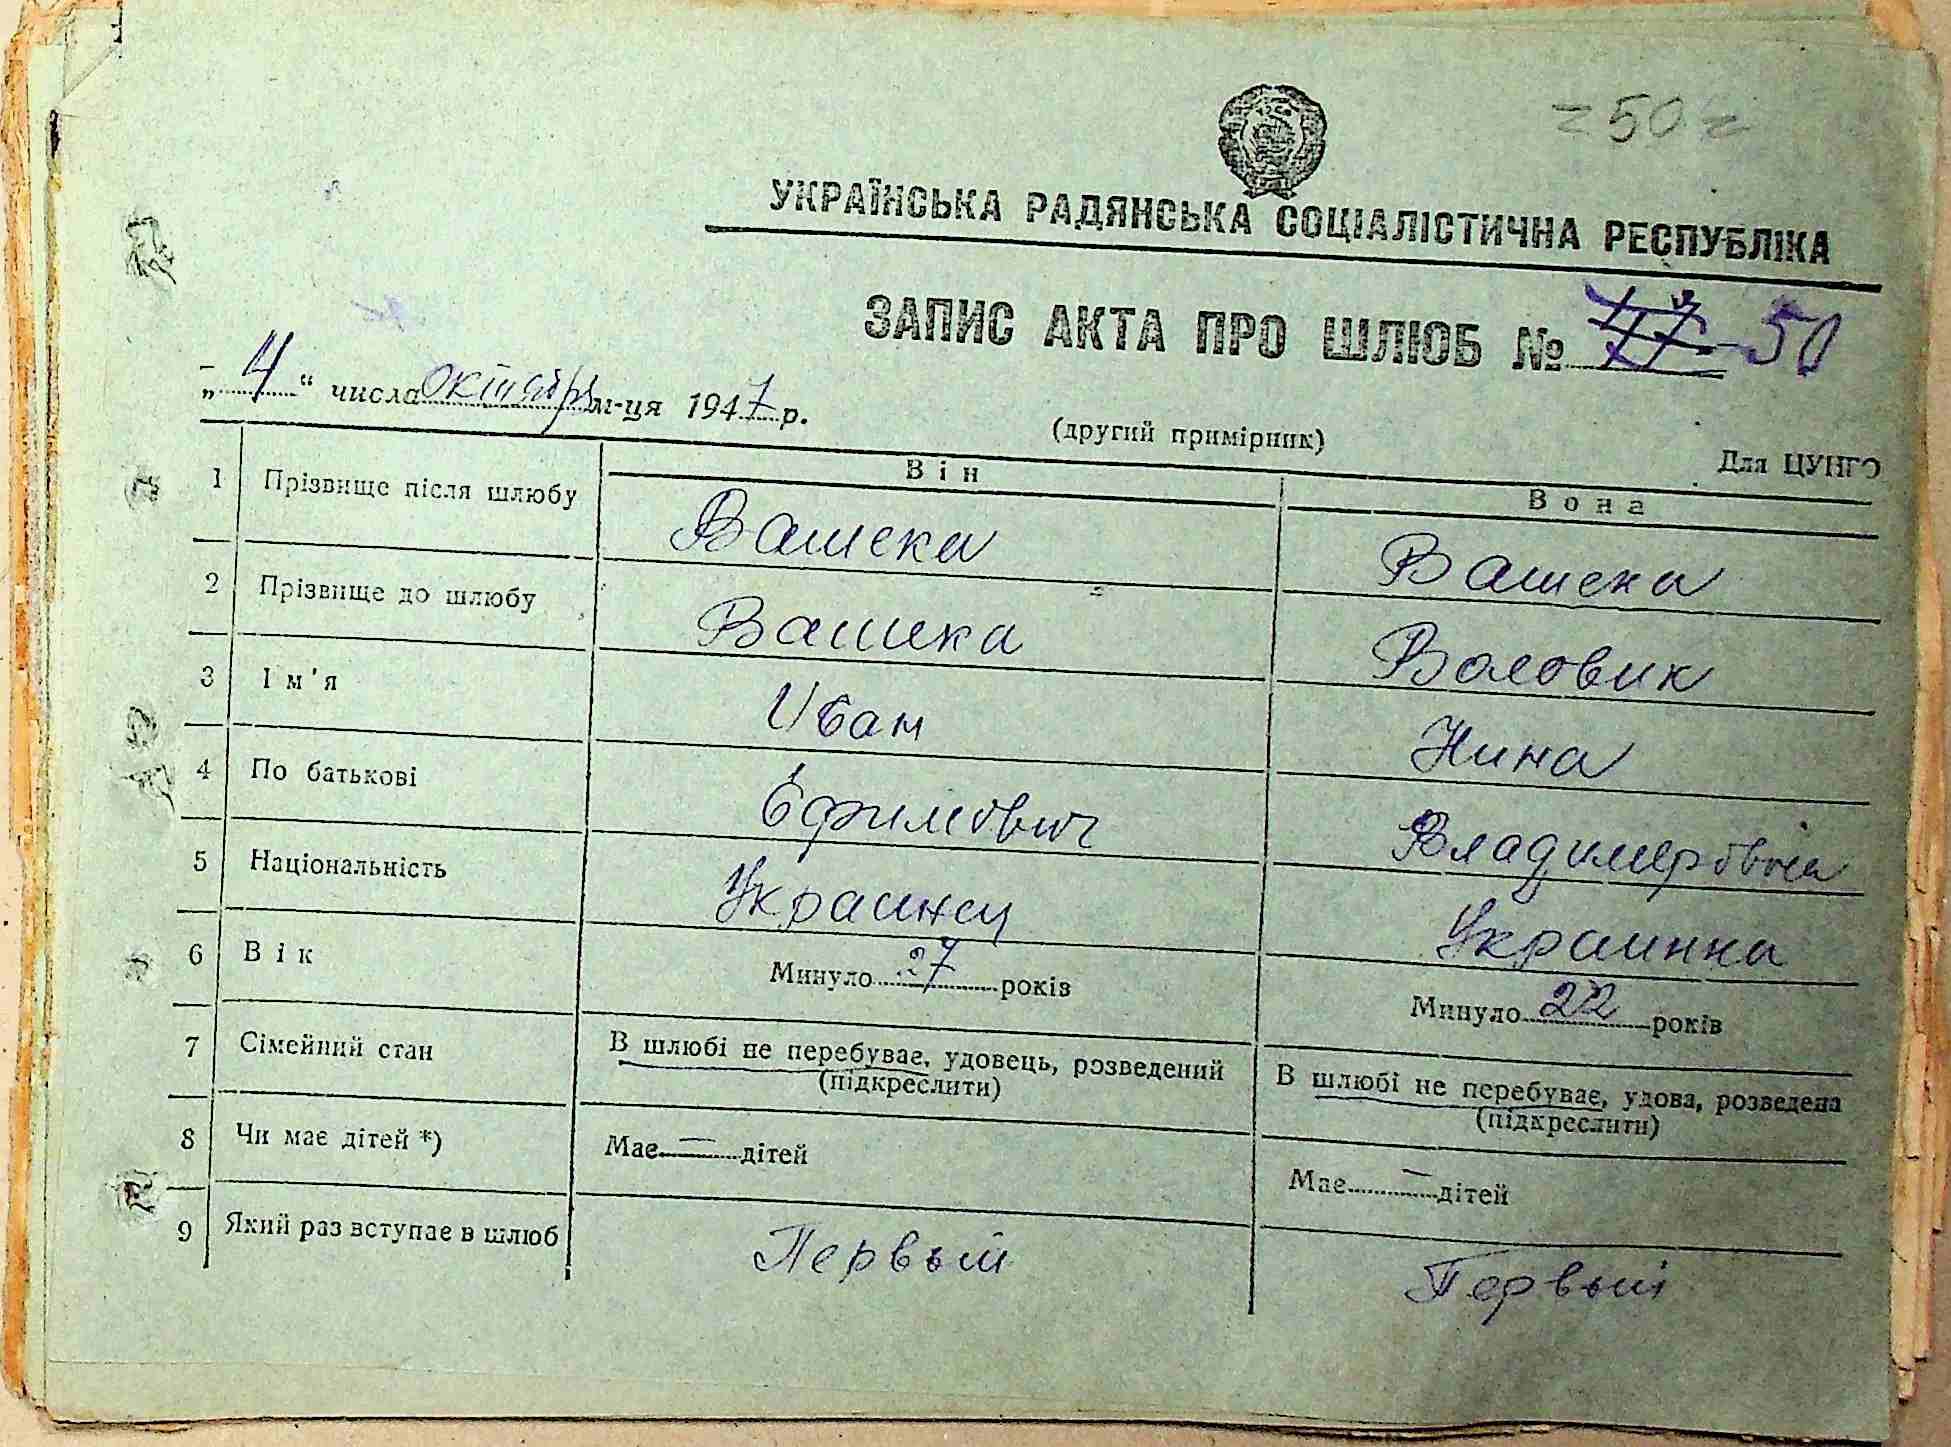 = 50 =
УКРАЇНСЬКА РАДЯНСЬКА СОЦІАЛІСТИЧНА РЕСПУБЛІКА
ЗАПИС АКТА ПРО ШЛЮБ № 50
„4“ числа октября м-ця 1947 р.
(другий примірник)
Для ЦУНГО
Він Вона
1 Прізвище після шлюбу Вашека Вашека
2 Прізвище до шлюбу Вашека Воловик
3 Ім'я Иван Нина
4 По батькові Ефимович Владимировна
5 Національність Украинец Украинка
6 Вік Минуло 27 років Минуло 22 років
7 Сімейний стан В шлюбі не перебуває, удовець, розведений (підкреслити) В шлюбі не перебуває, удова, розведена (підкреслити)
8 Чи має дітей *) Має — дітей Має — дітей
9 Який раз вступає в шлюб Первый Первый